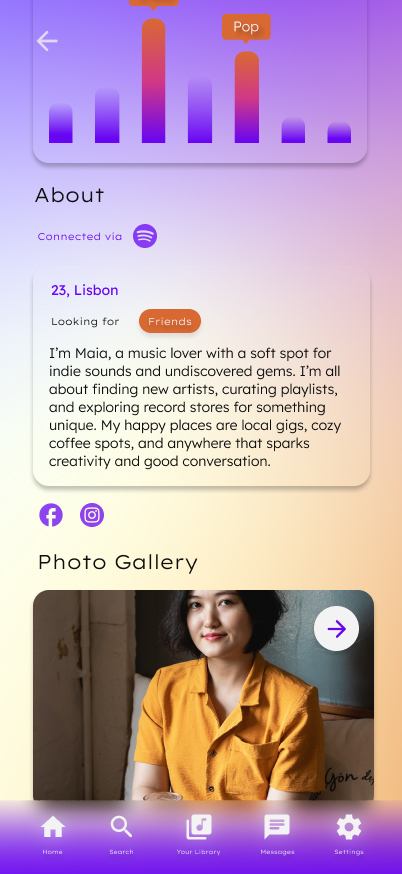 Pop
About
Connected via
23, Lisbon
Looking for
Friends
I’m Maia, a music lover with a soft spot for
indie sounds and undiscovered gems. I’m all
about finding new artists, curating playlists,
and exploring record stores for something
unique. My happy places are local gigs, cozy
coffee spots, and anywhere that sparks
creativity and good conversation.
Photo Gallery
Home
Search
Your Library
Messages
Settings